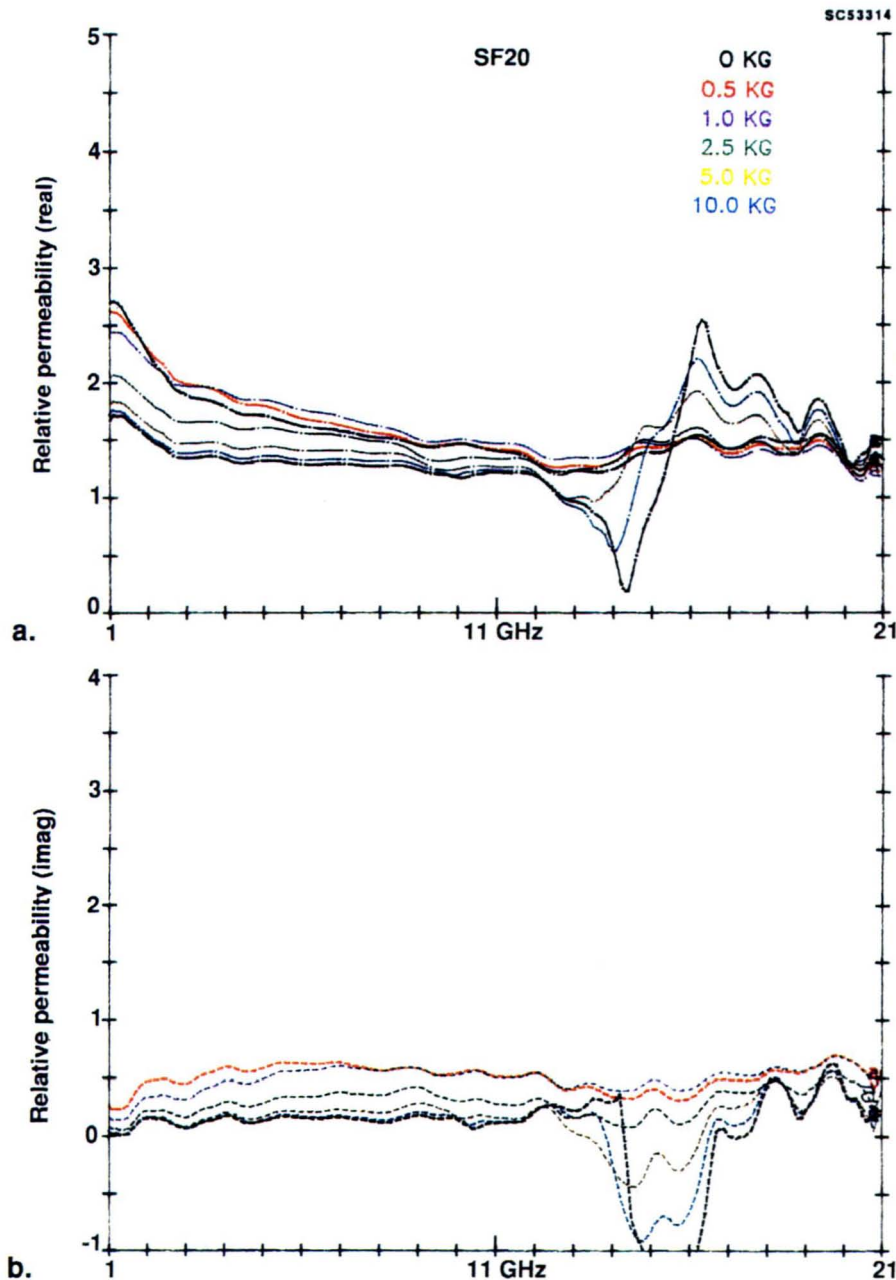 SC53314
SF20
0 KG
0.5 KG
1.0 KG
2.5 KG
5.0 KG
10.0 KG
Relative permeability (real)
5
4
3
2
1
0
a.
1
11 GHz
21
Relative permeability (imag)
4
3
2
1
0
-1
b.
1
11 GHz
21